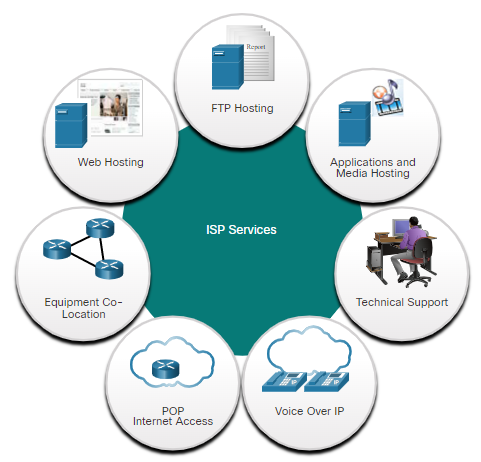 Report
FTP Hosting
Web Hosting
Applications and
Media Hosting
ISP Services
Equipment Co-
Location
Technical Support
POP
Internet Access
Voice Over IP